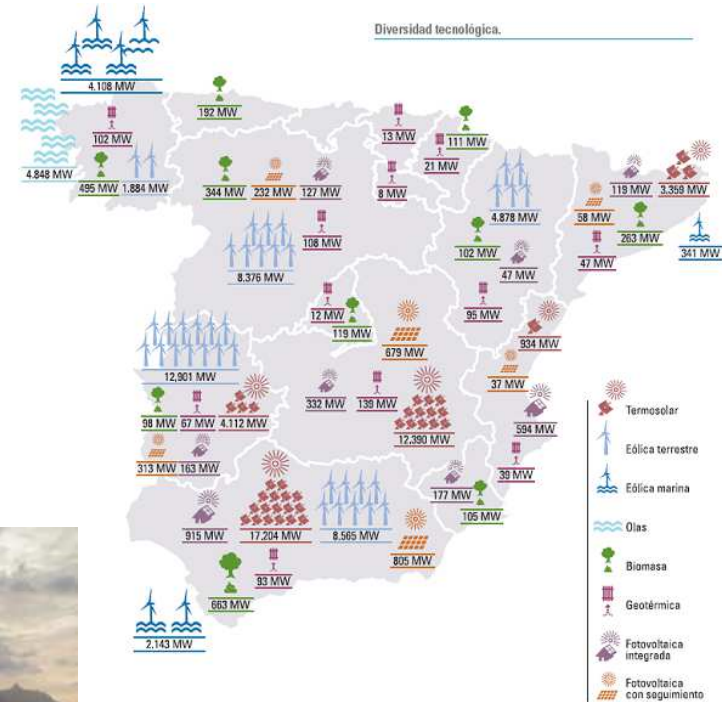 Diversidad tecnológica.
4.108 MW
192 MW
102 MW
13 MW
111 MW
21 MW
8 MW
4.848 MW
495 MW
1.884 MW
344 MW
232 MW
127 MW
4.878 MW
119 MW
3.359 MW
58 MW
108 MW
102 MW
263 MW
341 MW
8.376 MW
47 MW
47 MW
12 MW
95 MW
119 MW
934 MW
679 MW
12,901 MW
37 MW
332 MW
139 MW
98 MW
67 MW
4.112 MW
594 MW
12.390 MW
313 MW
163 MW
39 MW
177 MW
105 MW
915 MW
17.204 MW
8.565 MW
805 MW
93 MW
663 MW
2.143 MW
Termosolar
Eólica terrestre
Eólica marina
Olas
Biomasa
Geotérmica
Fotovoltaica
integrada
Fotovoltaica
con soguimiento